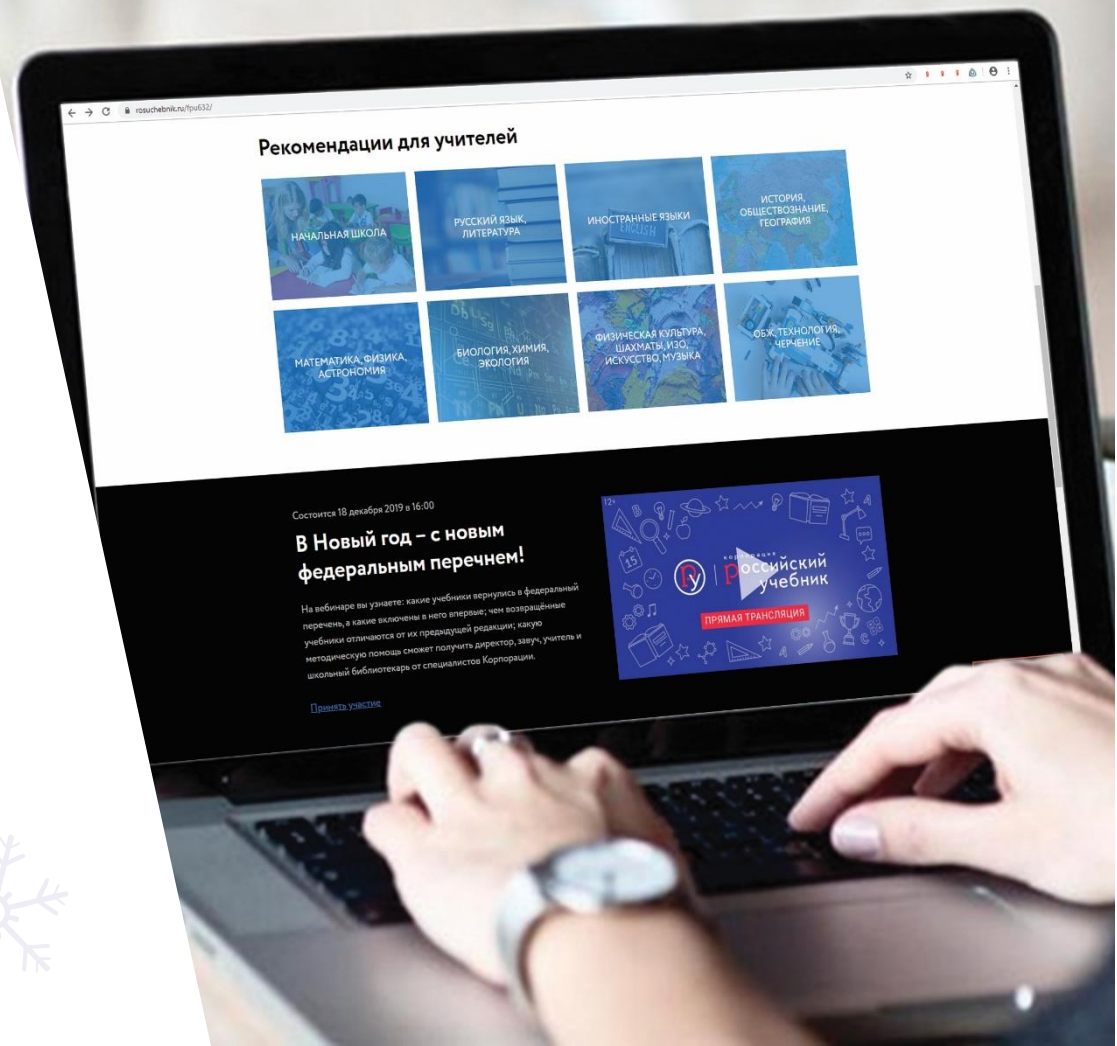 rosuchebnik.ru/fpu632/
Рекомендации для учителей
НАЧАЛЬНАЯ ШКОЛА
РУССКИЙ ЯЗЫК,
ЛИТЕРАТУРА
ИНОСТРАННЫЕ ЯЗЫКИ
ENGLISH
ИСТОРИЯ,
ОБЩЕСТВОЗНАНИЕ,
ГЕОГРАФИЯ
МАТЕМАТИКА, ФИЗИКА,
АСТРОНОМИЯ
БИОЛОГИЯ, ХИМИЯ,
ЭКОЛОГИЯ
ФИЗИЧЕСКАЯ КУЛЬТУРА,
ШАХМАТЫ, ИЗО,
ИСКУССТВО, МУЗЫКА
ОБЖ, ТЕХНОЛОГИЯ,
ЧЕРЧЕНИЕ
Состоится 18 декабря 2019 в 16:00
В Новый год – с новым
федеральным перечнем!
На вебинаре вы узнаете: какие учебники вернулись в федеральный
перечень, а какие включены в него впервые; чем возвращённые
учебники отличаются от их предыдущей редакции; какую
методическую помощь сможет получить директор, завуч, учитель и
школьный библиотекарь от специалистов Корпорации.
Принять участие
12+
15
ру
корпорация
российский
учебник
ПРЯМАЯ ТРАНСЛЯЦИЯ